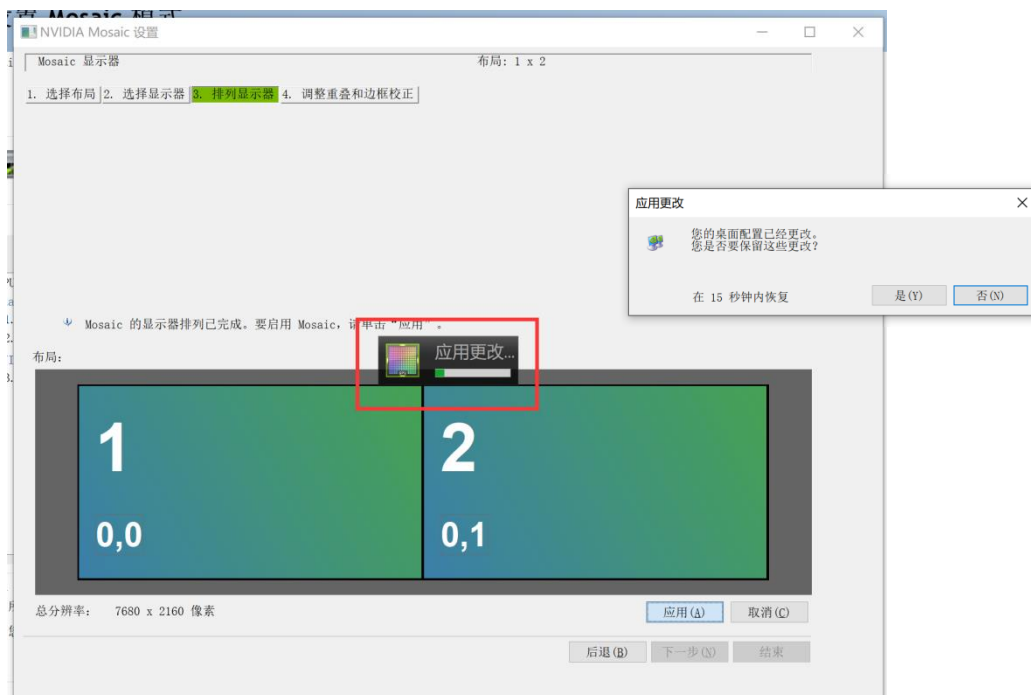 Mosaic 模式
NVIDIA Mosaic 设置
Mosaic 显示器
布局: 1 x 2
1. 选择布局
2. 选择显示器
3. 排列显示器
4. 调整重叠和边框校正
应用更改
您的桌面配置已经更改。
您是否要保留这些更改?
在 15 秒钟内恢复
是(Y)
否(N)
Mosaic 的显示器排列已完成。要启用 Mosaic，请单击“应用”。
应用更改...
布局:
1
2
0,0
0,1
总分辨率: 7680 x 2160 像素
应用(A)
取消(C)
后退(B)
下一步(N)
结束